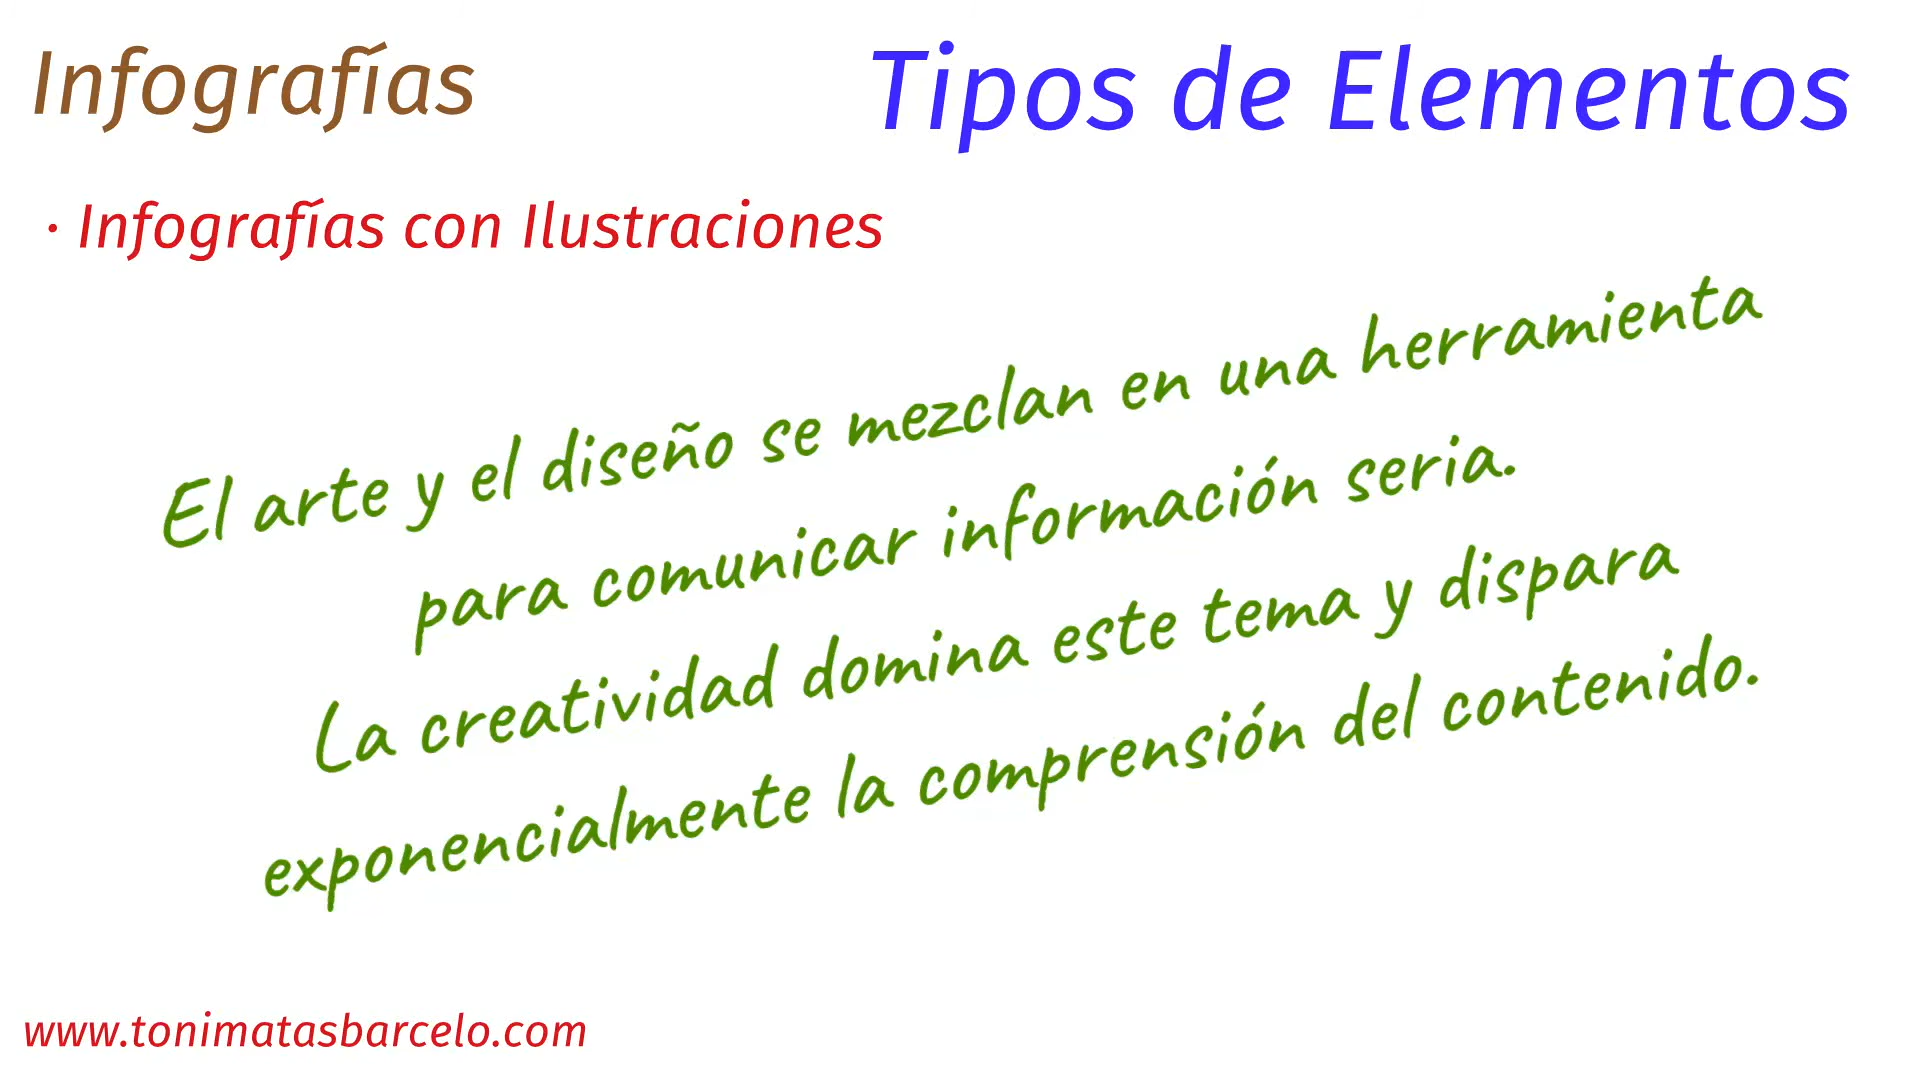 Infografías
Tipos de Elementos
· Infografías con Ilustraciones
El arte y el diseño se mezclan en una herramienta
para comunicar información seria.
La creatividad domina este tema y dispara
exponencialmente la comprensión del contenido.
www.tonimatasbarcelo.com